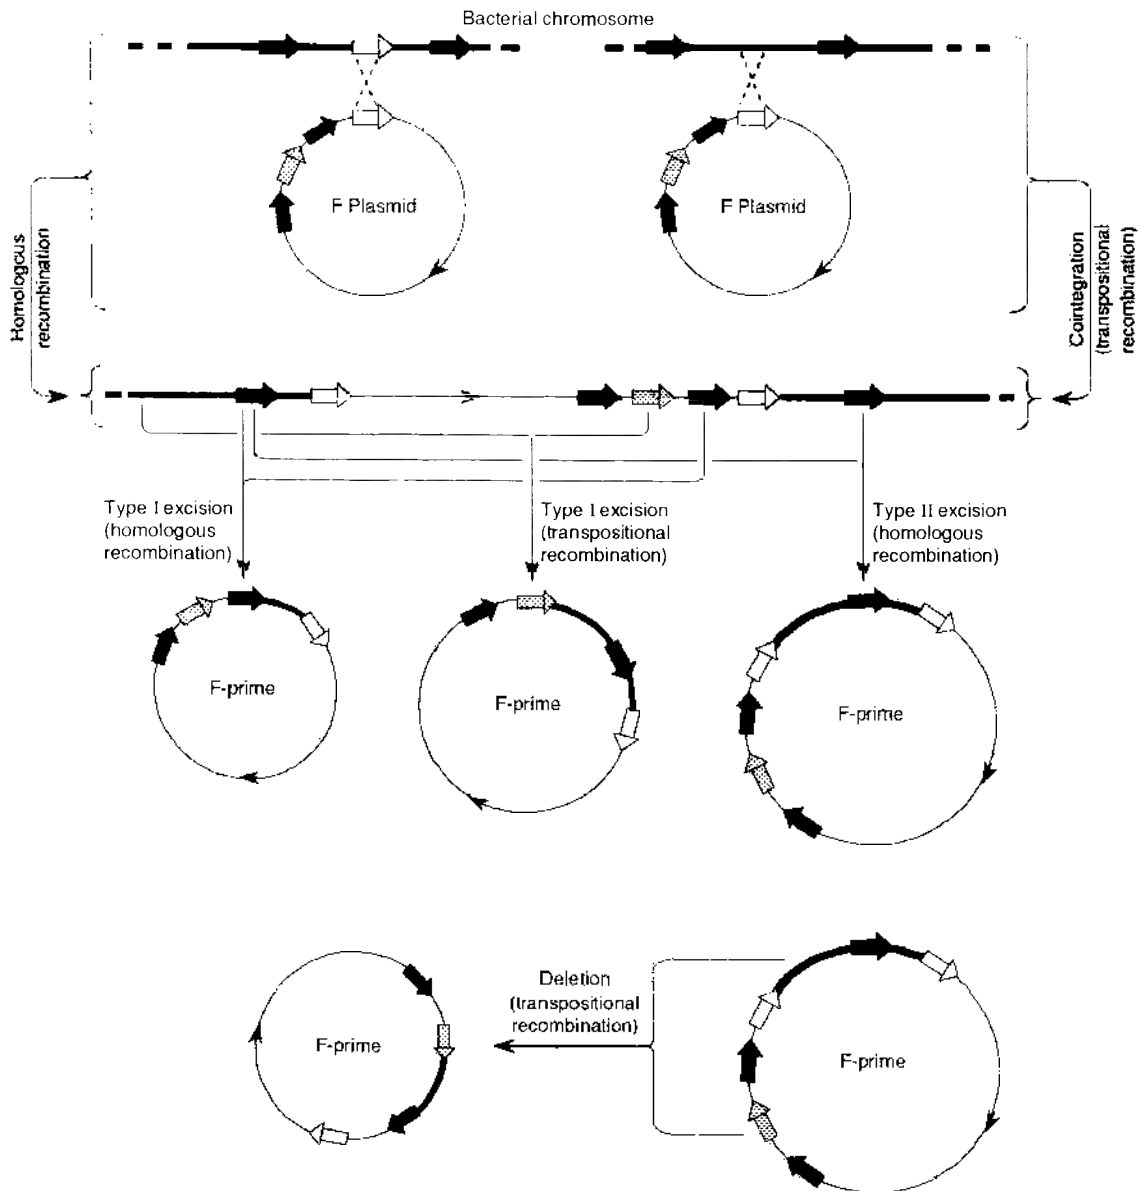 Bacterial chromosome
F Plasmid
F Plasmid
Homologous
recombination
Cointegration
(transpositional
recombination)
Type I excision
(homologous
recombination)
Type I excision
(transpositional
recombination)
Type II excision
(homologous
recombination)
F-prime
F-prime
F-prime
Deletion
(transpositional
recombination)
F-prime
F-prime